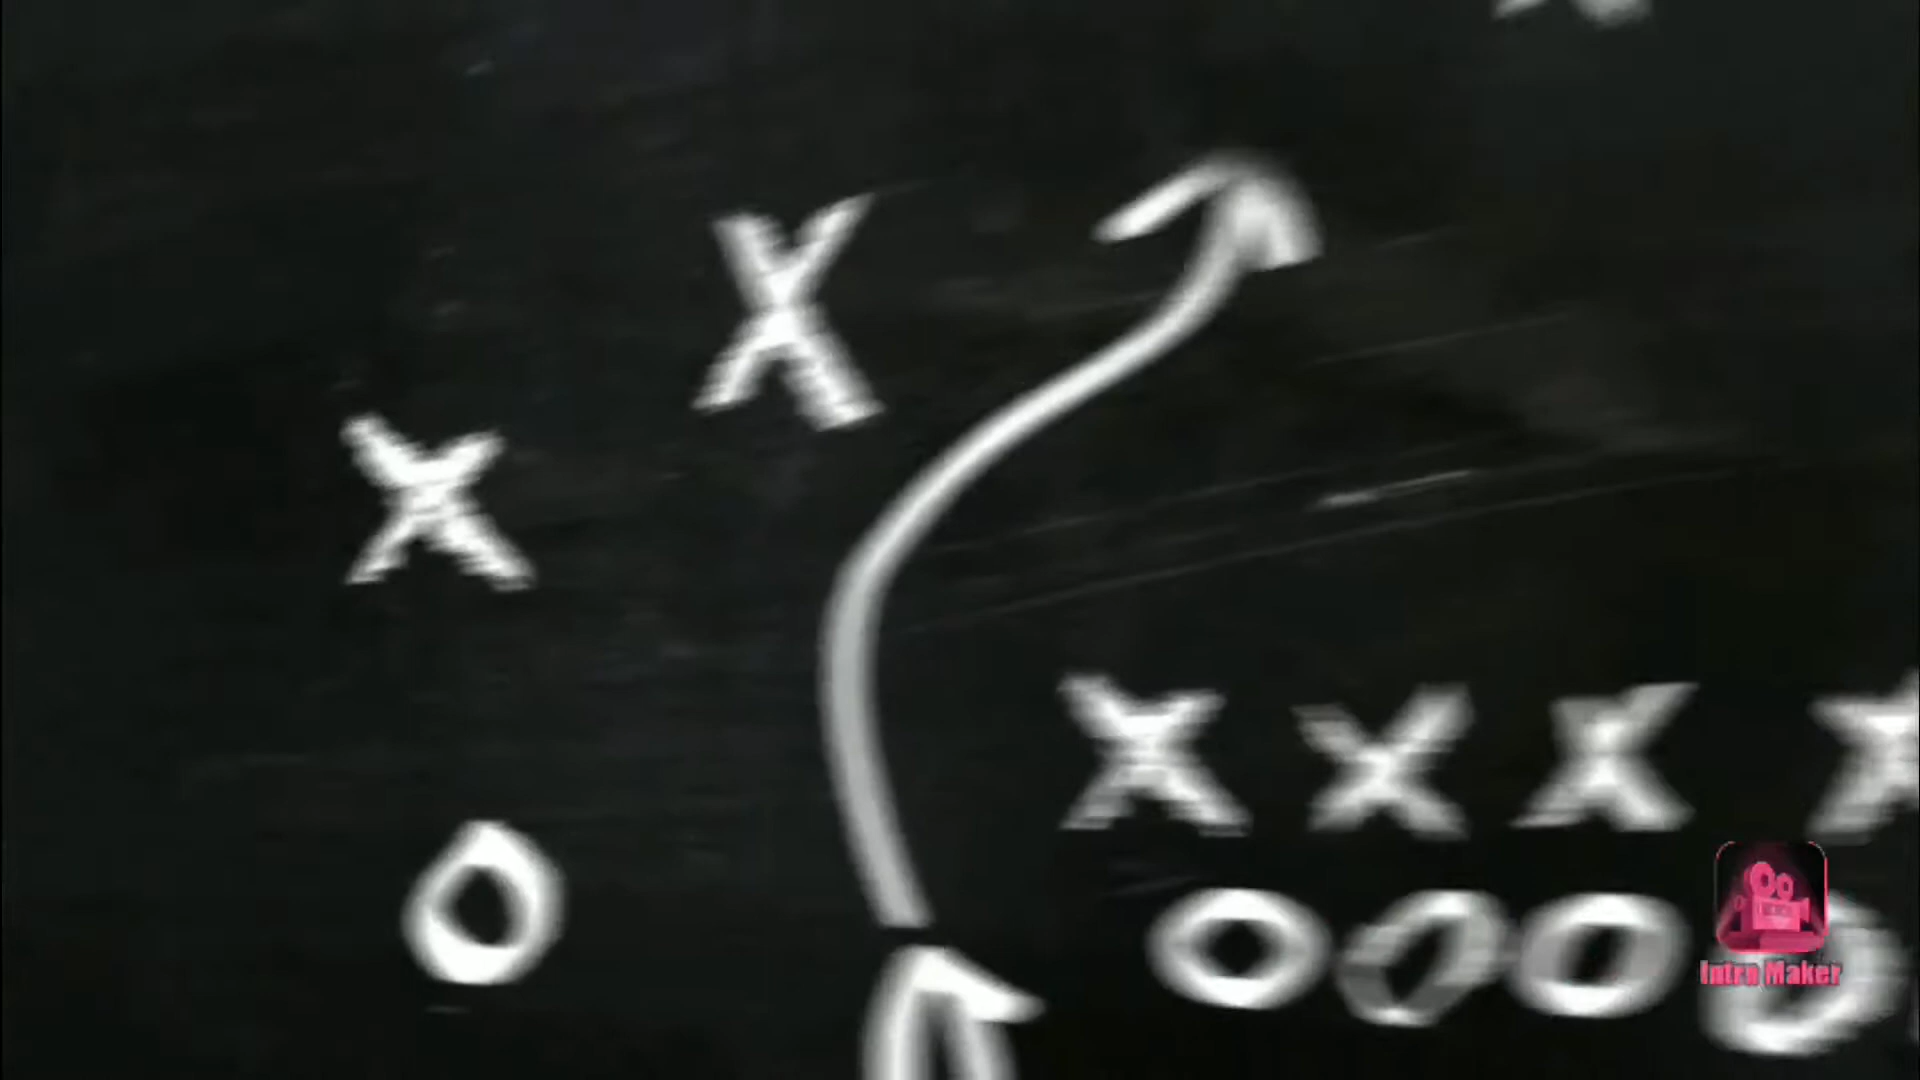 X
X
X X X X
O
O O O O
Intro Maker